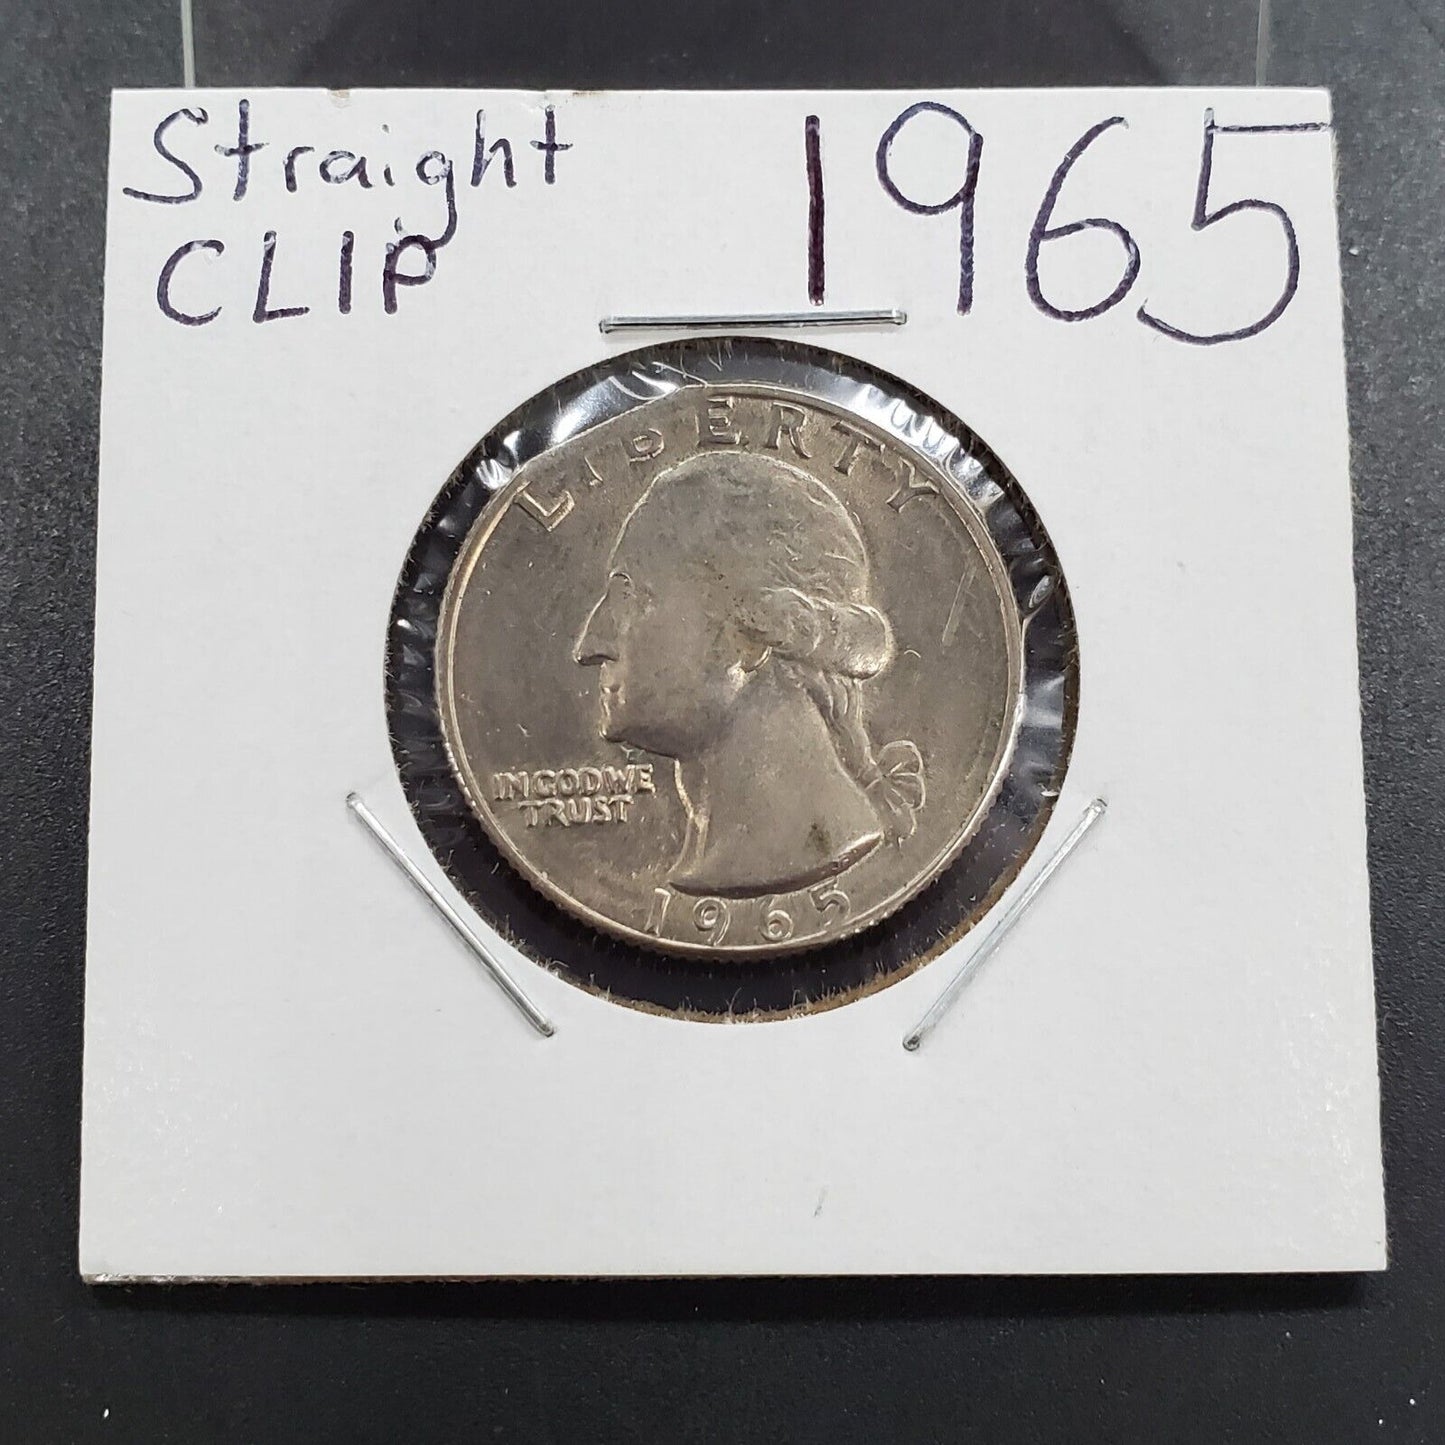 Straight 1965
CLIP
LIBERTY
IN GOD WE
TRUST
1965